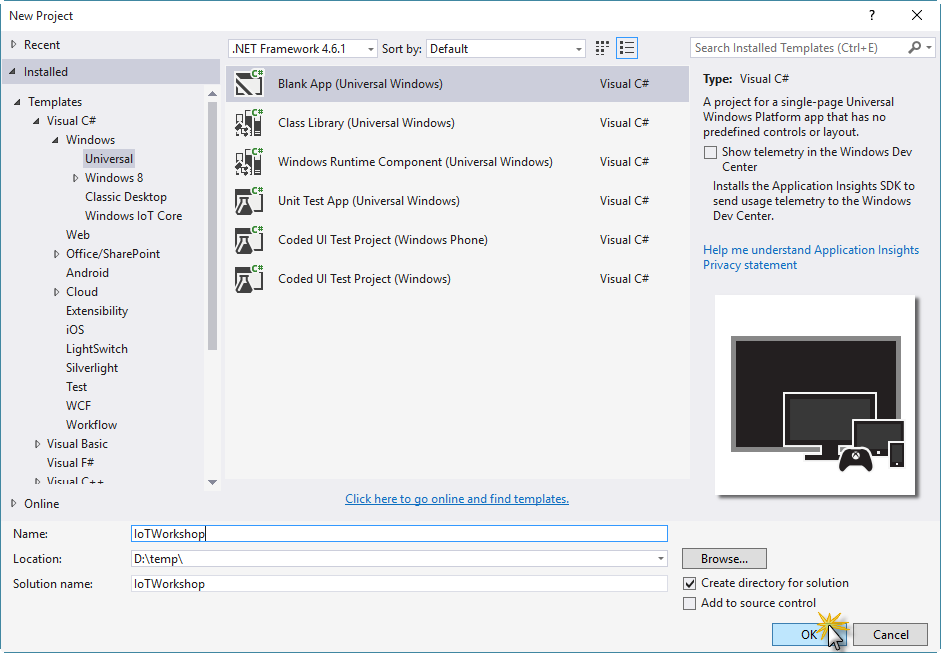 New Project
?
Recent
Installed
.NET Framework 4.6.1
Sort by:
Default
Search Installed Templates (Ctrl+E)
Templates
Visual C#
Windows
Universal
Windows 8
Classic Desktop
Windows IoT Core
Web
Office/SharePoint
Android
Cloud
Extensibility
iOS
LightSwitch
Silverlight
Test
WCF
Workflow
Visual Basic
Visual F#
Visual C++
Online
C# Blank App (Universal Windows) Visual C#
C# Class Library (Universal Windows) Visual C#
C# Windows Runtime Component (Universal Windows) Visual C#
C# Unit Test App (Universal Windows) Visual C#
C# Coded UI Test Project (Windows Phone) Visual C#
C# Coded UI Test Project (Windows) Visual C#
Click here to go online and find templates.
Type: Visual C#
A project for a single-page Universal
Windows Platform app that has no
predefined controls or layout.
Show telemetry in the Windows Dev
Center
Installs the Application Insights SDK to
send usage telemetry to the Windows
Dev Center.
Help me understand Application Insights
Privacy statement
Name: IoTWorkshop
Location: D:\temp\
Browse...
Solution name: IoTWorkshop
Create directory for solution
Add to source control
OK
Cancel